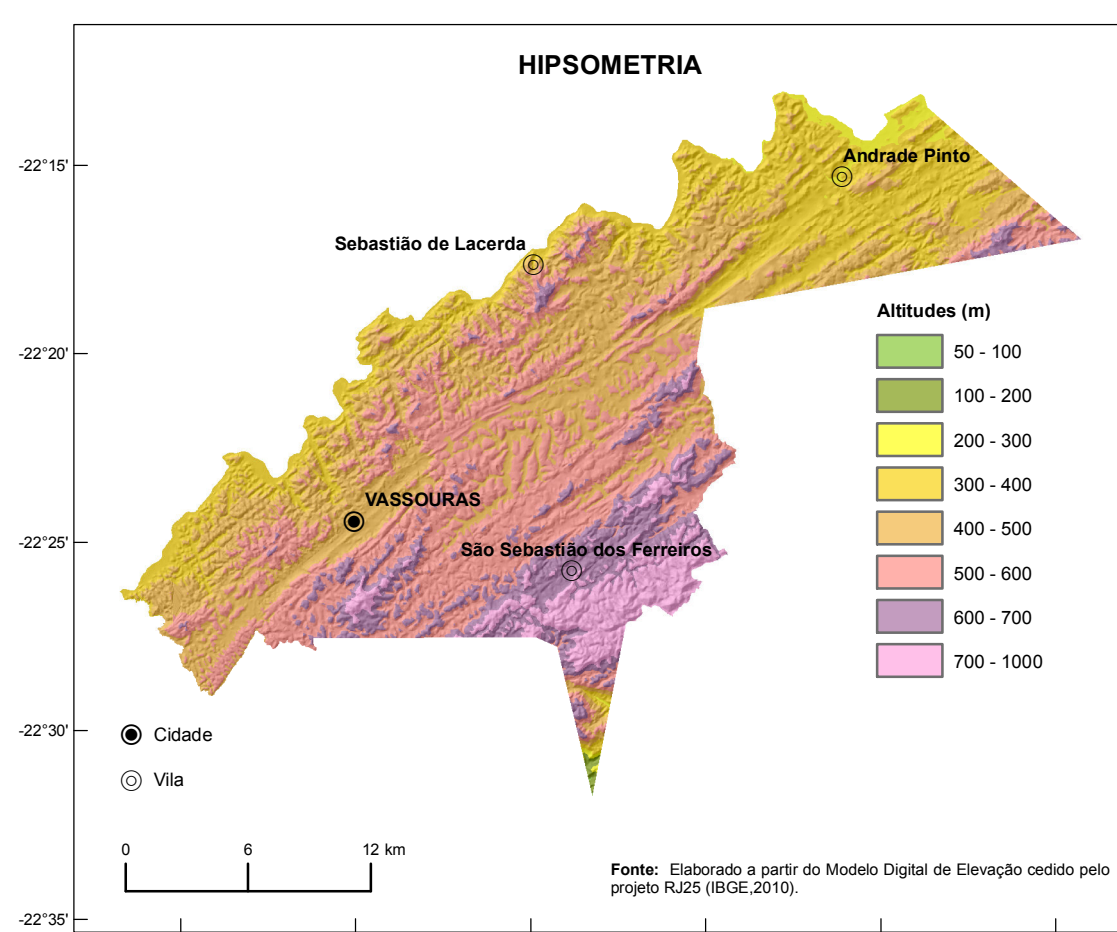 HIPSOMETRIA
-22°15'
Andrade Pinto
Sebastião de Lacerda
Altitudes (m)
50 - 100
-22°20'
100 - 200
200 - 300
300 - 400
VASSOURAS
400 - 500
-22°25'
São Sebastião dos Ferreiros
500 - 600
600 - 700
700 - 1000
-22°30'
Cidade
Vila
0 6 12 km
Fonte: Elaborado a partir do Modelo Digital de Elevação cedido pelo
projeto RJ25 (IBGE,2010).
-22°35'